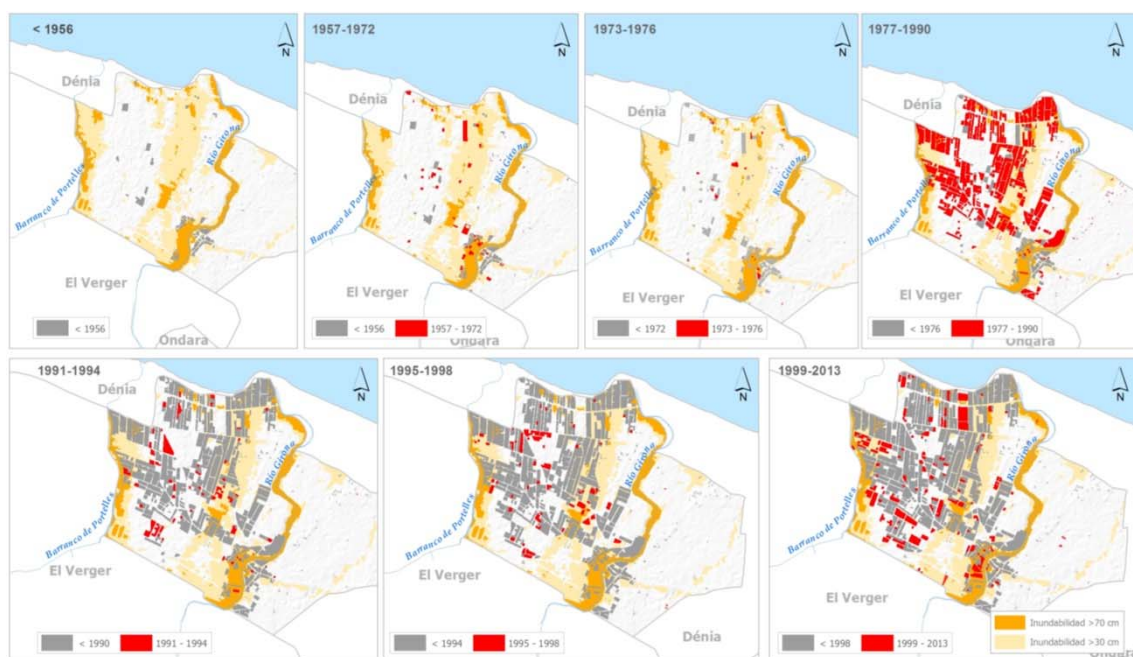 < 1956
N
Dénia
Río Girona
Barranco de Portelles
El Verger
< 1956
Ondara
1957-1972
N
Dénia
Río Girona
Barranco de Portelles
El Verger
< 1956 1957 - 1972
Ondara
1973-1976
N
Dénia
Río Girona
Barranco de Portelles
El Verger
< 1972 1973 - 1976
Ondara
1977-1990
N
Dénia
Río Girona
Barranco de Portelles
El Verger
< 1976 1977 - 1990
Ondara
1991-1994
N
Dénia
Río Girona
Barranco de Portelles
El Verger
< 1990 1991 - 1994
1995-1998
N
Río Girona
Barranco de Portelles
El Verger
< 1994 1995 - 1998
Dénia
1999-2013
N
Río Girona
Barranco de Portelles
El Verger
< 1998 1999 - 2013
Inundabilidad >70 cm
Inundabilidad >30 cm